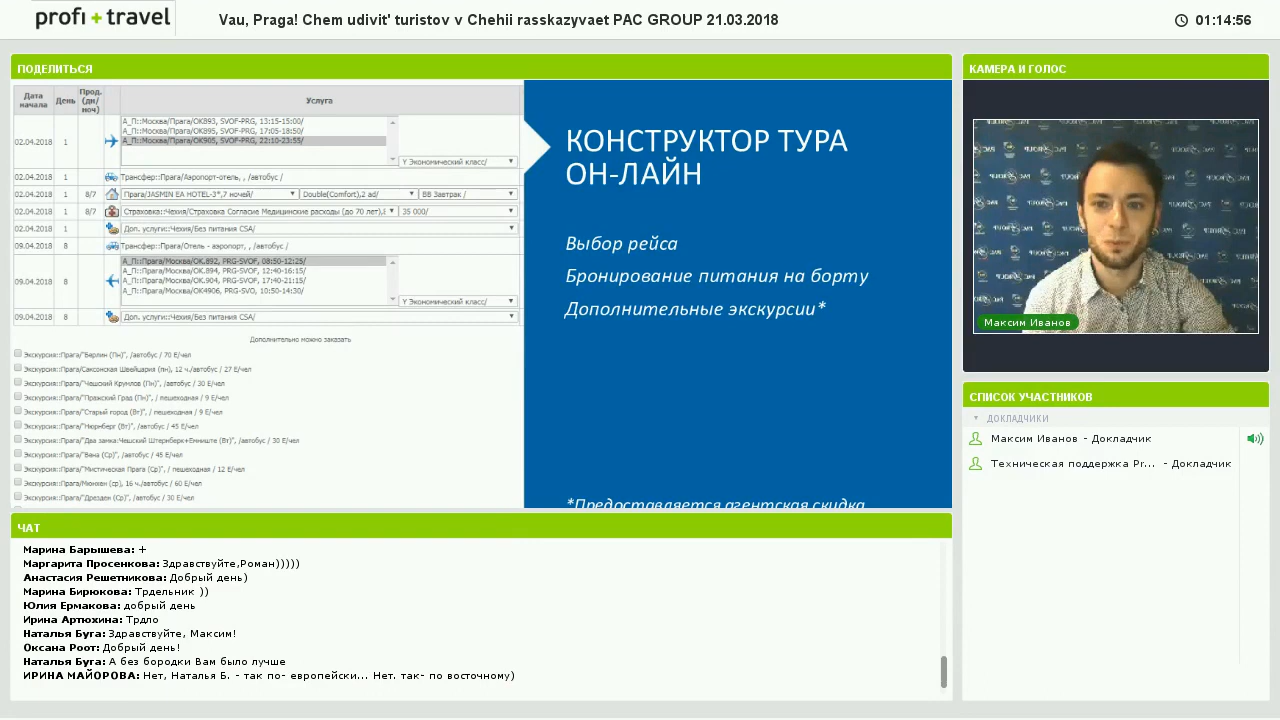 profi + travel
Vau, Praga! Chem udivit' turistov v Chehii rasskazyvaet PAC GROUP 21.03.2018
01:14:56
ПОДЕЛИТЬСЯ
Дата начала День Прод. (дн/ноч) Услуга
А_П::Москва/Прага/OK893, SVOF-PRG, 13:15-15:00/
А_П::Москва/Прага/OK895, SVOF-PRG, 17:05-18:50/
02.04.2018 1 А_П::Москва/Прага/OK905, SVOF-PRG, 22:10-23:55/
Y Экономический класс/
02.04.2018 1 Трансфер::Прага/Аэропорт-отель, , /автобус /
02.04.2018 1 8/7 Прага/JASMIN EA HOTEL-3*,7 ночей/ Double(Comfort),2 ad/ BB Завтрак /
02.04.2018 1 8/7 Страховка::Чехия/Страховка Согласие Медицинские расходы (до 70 лет),8 35 000/
02.04.2018 1 Доп. услуги::Чехия/Без питания CSA/
09.04.2018 8 Трансфер::Прага/Отель - аэропорт, , /автобус /
А_П::Прага/Москва/OK.892, PRG-SVOF, 08:50-12:25/
А_П::Прага/Москва/OK.894, PRG-SVOF, 12:40-16:15/
09.04.2018 8 А_П::Прага/Москва/OK.904, PRG-SVOF, 17:40-21:15/
А_П::Прага/Москва/OK4906, PRG-SVO, 10:50-14:30/
Y Экономический класс/
09.04.2018 8 Доп. услуги::Чехия/Без питания CSA/
Дополнительно можно заказать
Экскурсия::Прага/"Берлин (Пн)", /автобус / 70 Е/чел
Экскурсия::Прага/Саксонская Швейцария (пн), 12 ч./автобус / 27 Е/чел
Экскурсия::Прага/"Чешский Крумлов (Пн)", /автобус / 30 Е/чел
Экскурсия::Прага/"Пражский Град (Пн)", / пешеходная / 9 Е/чел
Экскурсия::Прага/"Старый город (Вт)", / пешеходная / 9 Е/чел
Экскурсия::Прага/"Нюрнберг (Вт)", /автобус / 45 Е/чел
Экскурсия::Прага/"Два замка:Чешский Штернберк+Емниште (Вт)", /автобус / 30 Е/чел
Экскурсия::Прага/"Вена (Ср)", /автобус / 45 Е/чел
Экскурсия::Прага/"Мистическая Прага (Ср)", / пешеходная / 12 Е/чел
Экскурсия::Прага/Мюнхен (ср), 16 ч./автобус / 60 Е/чел
Экскурсия::Прага/"Дрезден (Ср)", /автобус / 30 Е/чел
КОНСТРУКТОР ТУРА
ОН-ЛАЙН
Выбор рейса
Бронирование питания на борту
Дополнительные экскурсии*
*Предоставляется агентская скидка
КАМЕРА И ГОЛОС
Максим Иванов
СПИСОК УЧАСТНИКОВ
ДОКЛАДЧИКИ
Максим Иванов - Докладчик
Техническая поддержка Pr... - Докладчик
ЧАТ
Марина Барышева: +
Маргарита Просенкова: Здравствуйте,Роман)))))
Анастасия Решетникова: Добрый день)
Марина Бирюкова: Трдельник ))
Юлия Ермакова: добрый день
Ирина Артюхина: Трдло
Наталья Буга: Здравствуйте, Максим!
Оксана Роот: Добрый день!
Наталья Буга: А без бородки Вам было лучше
ИРИНА МАЙОРОВА: Нет, Наталья Б. - так по- европейски... Нет. так- по восточному)